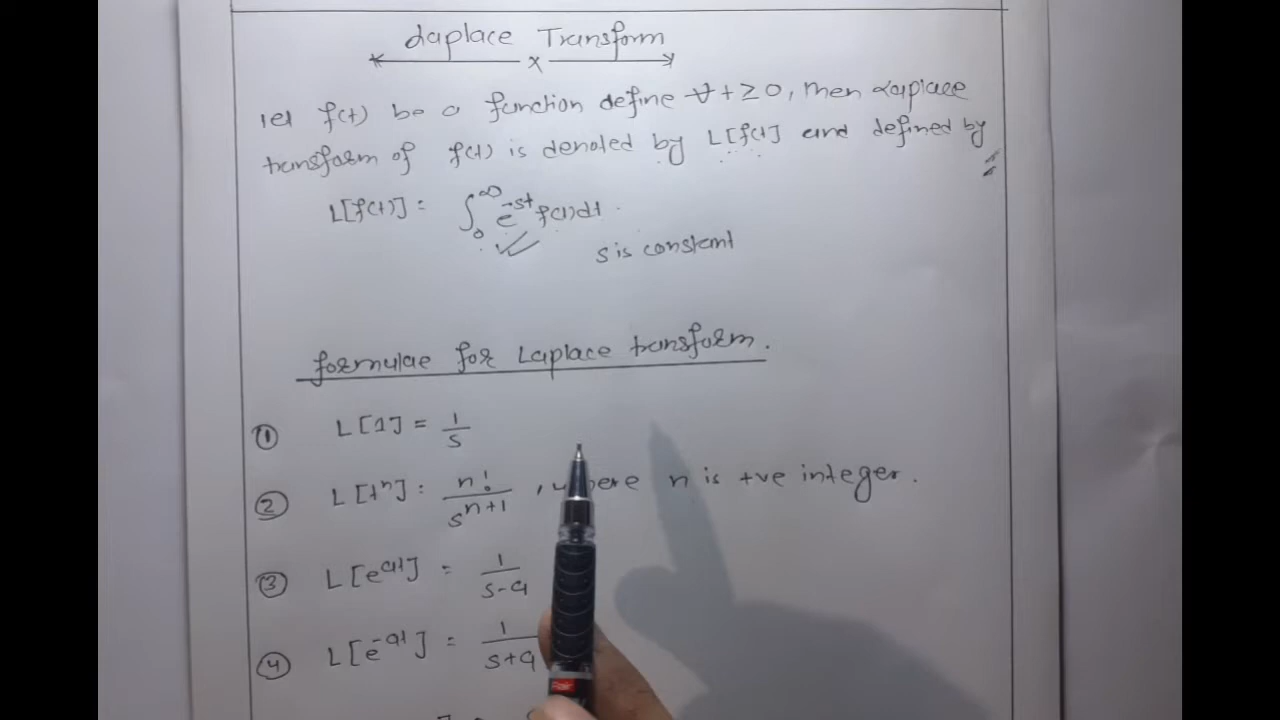 Laplace Transform
let f(t) be a function define ∀ t ≥ 0, then Laplace
transform of f(t) is denoted by L[f(t)] and defined by
L[f(t)] = ∫₀^∞ e^-st f(t)dt.
s is constant
formulae for Laplace transform.
① L[1] = 1/s
② L[t^n] = n!/s^n+1, where n is +ve integer.
③ L[e^at] = 1/s-a
④ L[e^-at] = 1/s+a